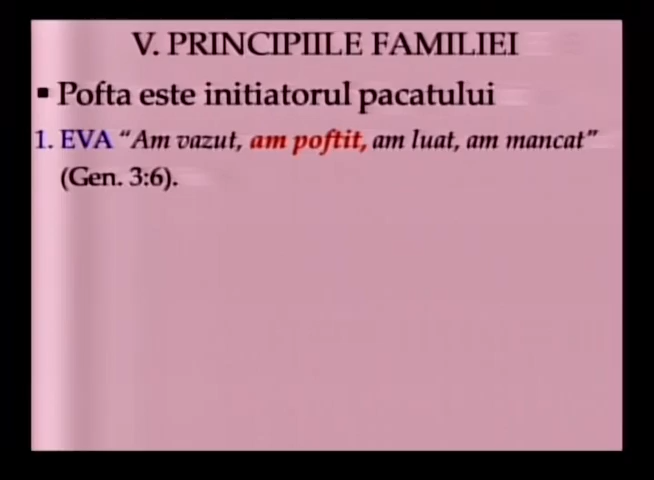 V. PRINCIPIILE FAMILIEI
▪ Pofta este initiatorul pacatului
1. EVA “Am vazut, am poftit, am luat, am mancat”
(Gen. 3:6).